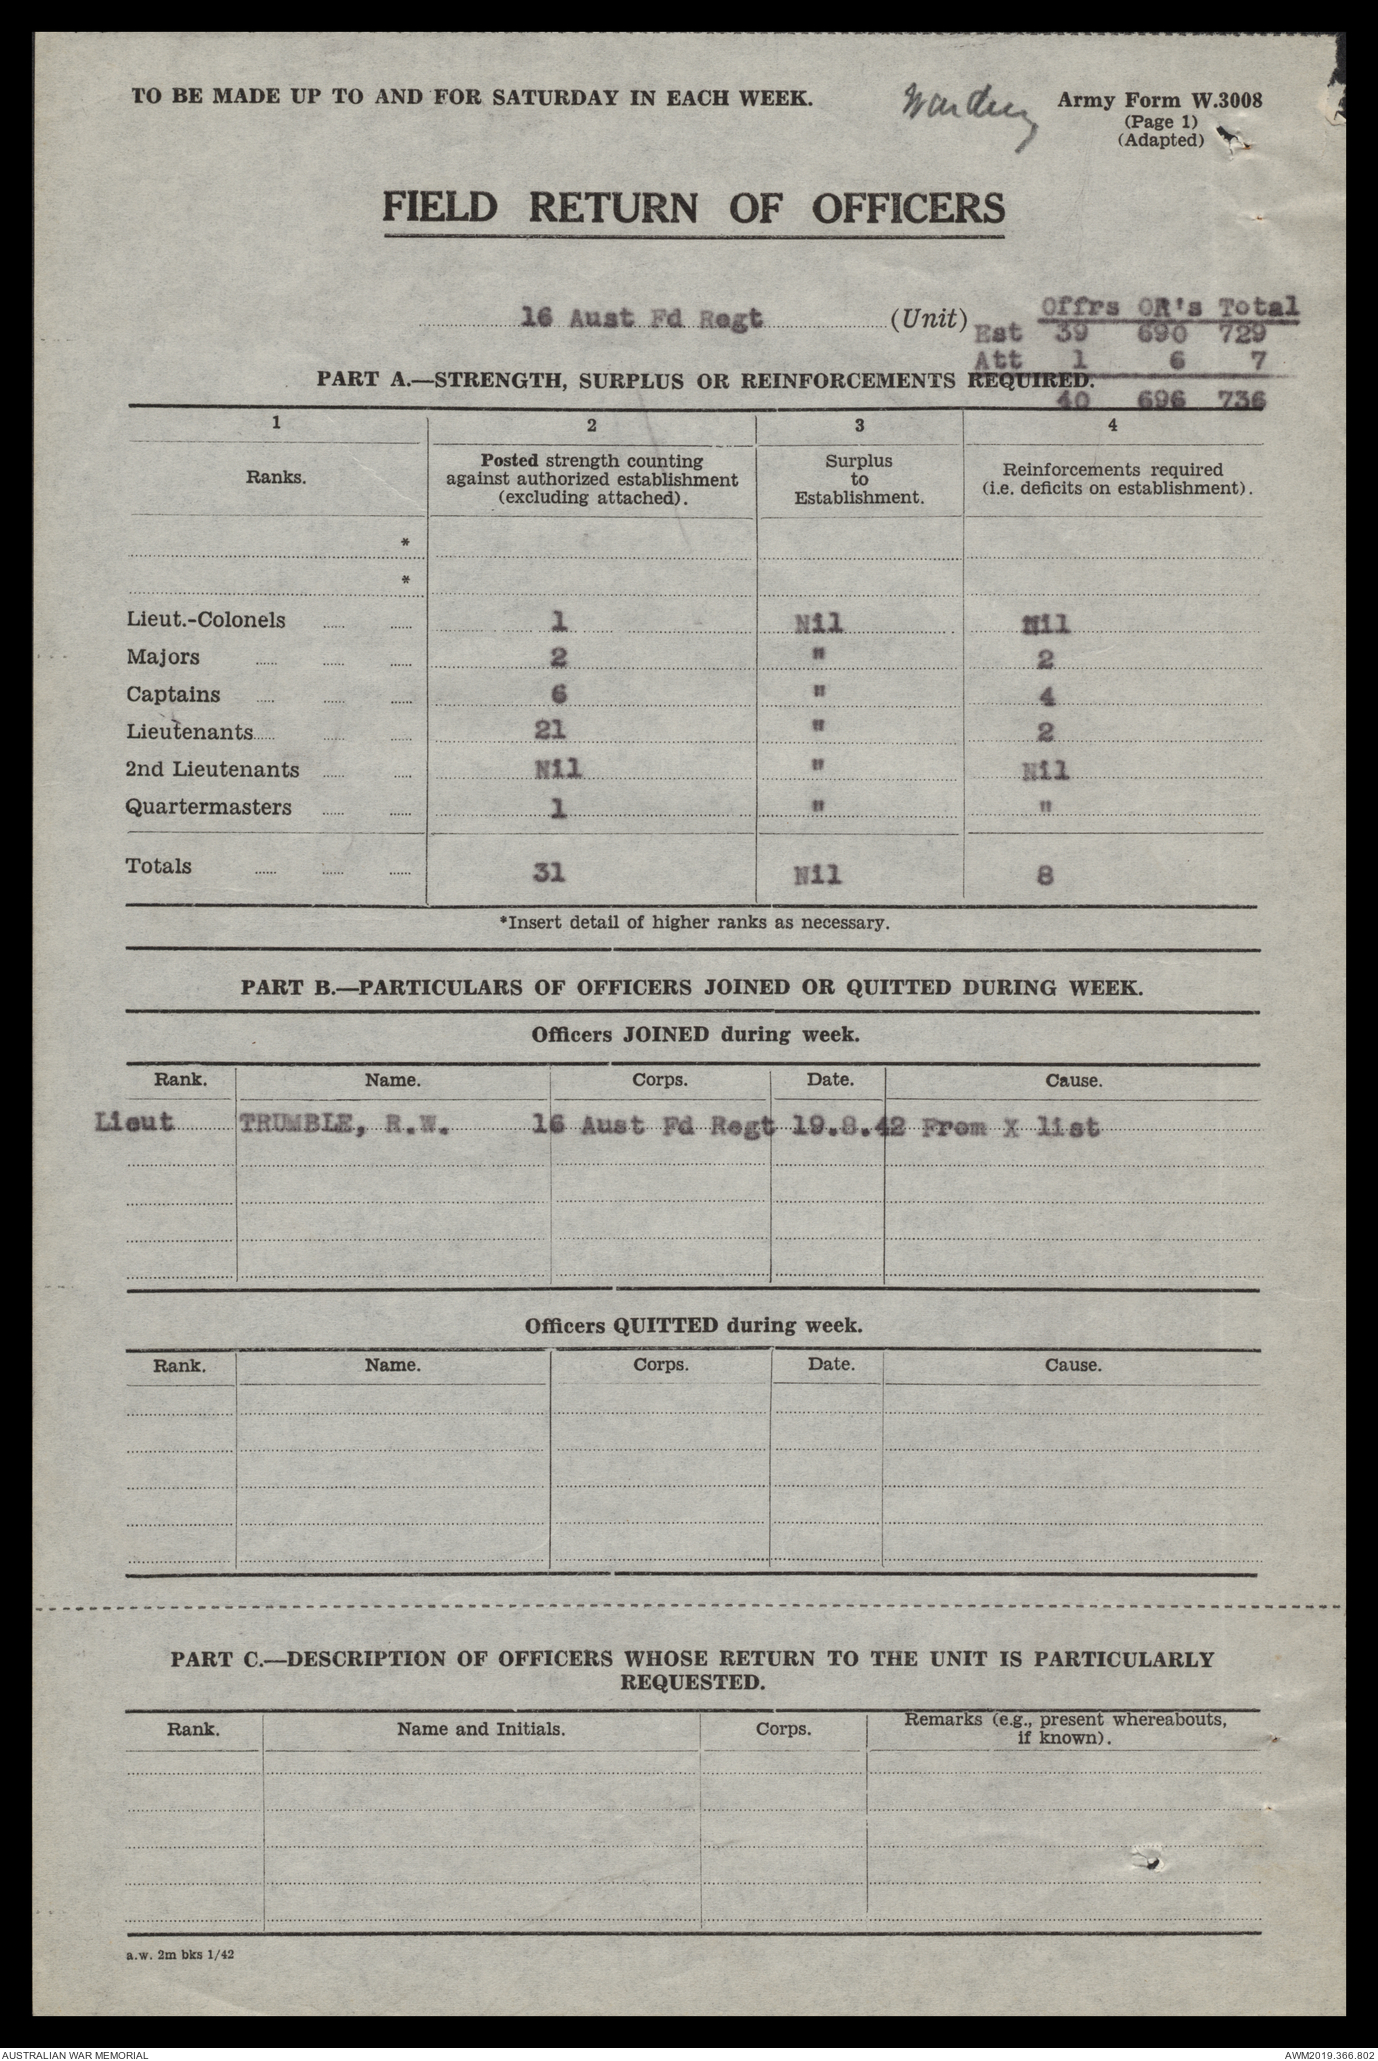 TO BE MADE UP TO AND FOR SATURDAY IN EACH WEEK.
Army Form W.3008
(Page 1)
(Adapted)
FIELD RETURN OF OFFICERS
16 Aust Fd Regt (Unit)
Offrs OR's Total
Est 39 690 729
Att 1 6 7
40 696 736
PART A.—STRENGTH, SURPLUS OR REINFORCEMENTS REQUIRED.
1 2 3 4
Ranks. Posted strength counting against authorized establishment (excluding attached). Surplus to Establishment. Reinforcements required (i.e. deficits on establishment).
*
*
Lieut.-Colonels 1 Nil Nil
Majors 2 " 2
Captains 6 " 4
Lieutenants 21 " 2
2nd Lieutenants Nil " Nil
Quartermasters 1 " "
Totals 31 Nil 8
*Insert detail of higher ranks as necessary.
PART B.—PARTICULARS OF OFFICERS JOINED OR QUITTED DURING WEEK.
Officers JOINED during week.
Rank. Name. Corps. Date. Cause.
Lieut TRUMBLE, R.W. 16 Aust Fd Regt 19.8.42 From X list
Officers QUITTED during week.
Rank. Name. Corps. Date. Cause.
PART C.—DESCRIPTION OF OFFICERS WHOSE RETURN TO THE UNIT IS PARTICULARLY
REQUESTED.
Rank. Name and Initials. Corps. Remarks (e.g., present whereabouts, if known).
a.w. 2m bks 1/42
AUSTRALIAN WAR MEMORIAL
AWM2019.366.802